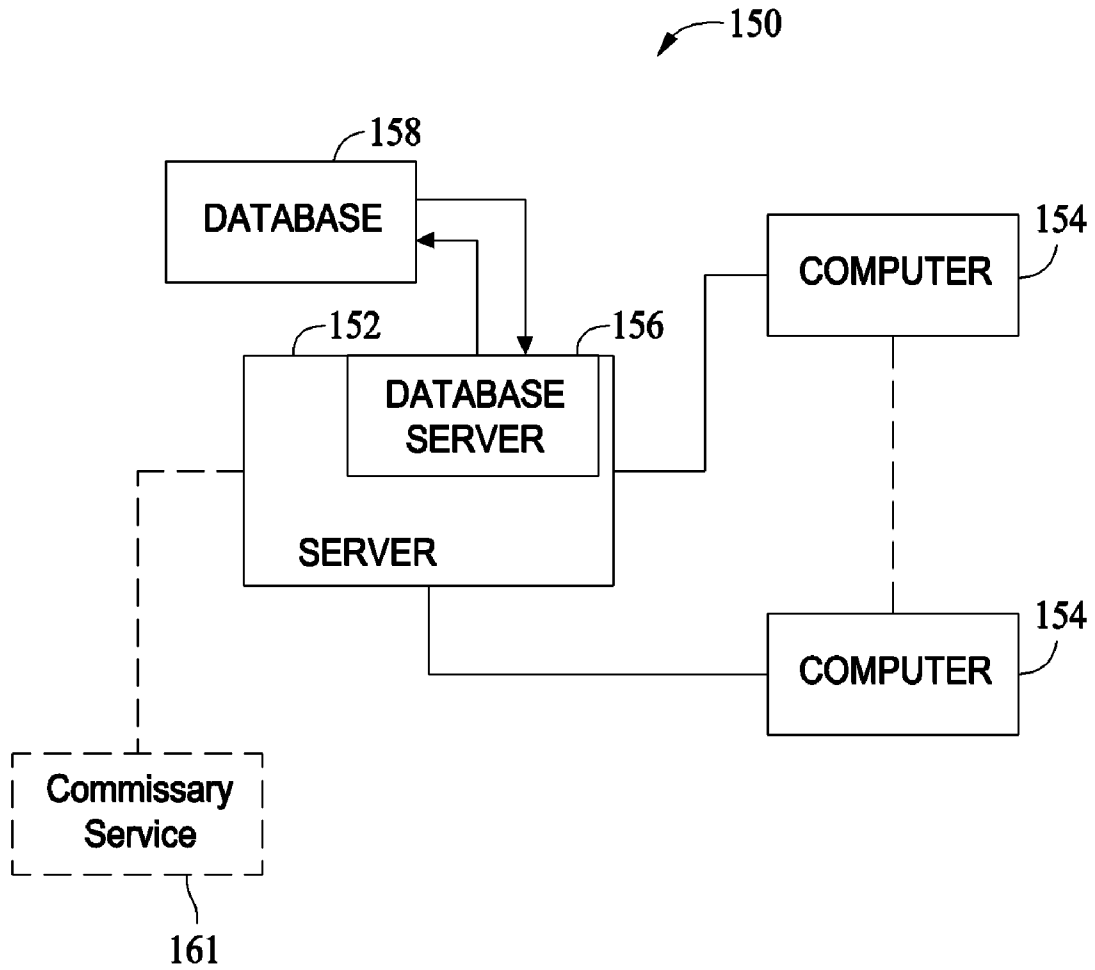 150
158
DATABASE
154
COMPUTER
152
156
DATABASE
SERVER
SERVER
154
COMPUTER
Commissary
Service
161